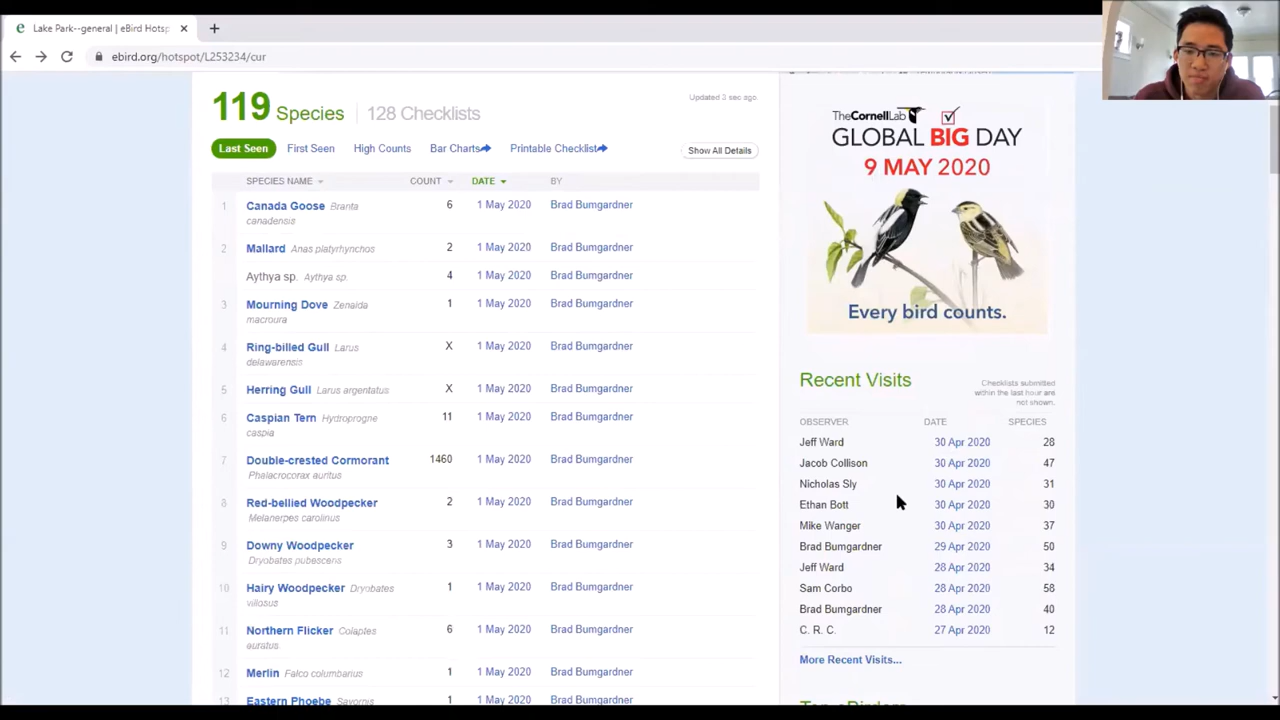 Lake Park--general | eBird Hotsp
ebird.org/hotspot/L253234/cur
119 Species 128 Checklists
Updated 3 sec ago.
Last Seen First Seen High Counts Bar Charts Printable Checklist Show All Details
SPECIES NAME COUNT DATE BY
1 Canada Goose Branta canadensis 6 1 May 2020 Brad Bumgardner
2 Mallard Anas platyrhynchos 2 1 May 2020 Brad Bumgardner
Aythya sp. Aythya sp. 4 1 May 2020 Brad Bumgardner
3 Mourning Dove Zenaida macroura 1 1 May 2020 Brad Bumgardner
4 Ring-billed Gull Larus delawarensis X 1 May 2020 Brad Bumgardner
5 Herring Gull Larus argentatus X 1 May 2020 Brad Bumgardner
6 Caspian Tern Hydroprogne caspia 11 1 May 2020 Brad Bumgardner
7 Double-crested Cormorant Phalacrocorax auritus 1460 1 May 2020 Brad Bumgardner
8 Red-bellied Woodpecker Melanerpes carolinus 2 1 May 2020 Brad Bumgardner
9 Downy Woodpecker Dryobates pubescens 3 1 May 2020 Brad Bumgardner
10 Hairy Woodpecker Dryobates villosus 1 1 May 2020 Brad Bumgardner
11 Northern Flicker Colaptes auratus 6 1 May 2020 Brad Bumgardner
12 Merlin Falco columbarius 1 1 May 2020 Brad Bumgardner
13 Eastern Phoebe Sayornis 1 1 May 2020 Brad Bumgardner
TheCornellLab
GLOBAL BIG DAY
9 MAY 2020
Every bird counts.
Recent Visits
Checklists submitted
within the last hour are
not shown.
OBSERVER DATE SPECIES
Jeff Ward 30 Apr 2020 28
Jacob Collison 30 Apr 2020 47
Nicholas Sly 30 Apr 2020 31
Ethan Bott 30 Apr 2020 30
Mike Wanger 30 Apr 2020 37
Brad Bumgardner 29 Apr 2020 50
Jeff Ward 28 Apr 2020 34
Sam Corbo 28 Apr 2020 58
Brad Bumgardner 28 Apr 2020 40
C. R. C. 27 Apr 2020 12
More Recent Visits...